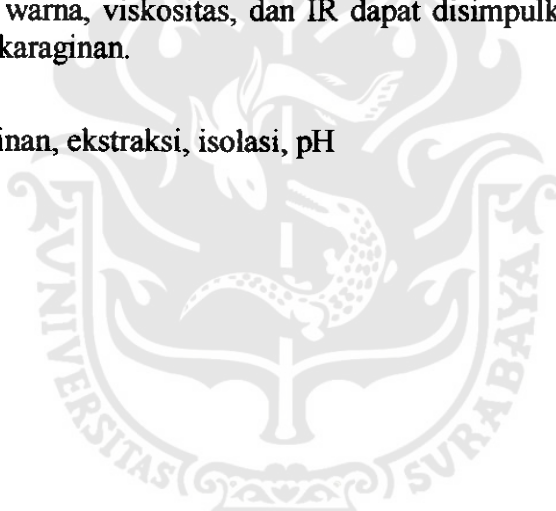 warna, viskositas, dan IR dapat disimpulk
karaginan.
inan, ekstraksi, isolasi, pH
UNIVERSITAS SURABAYA